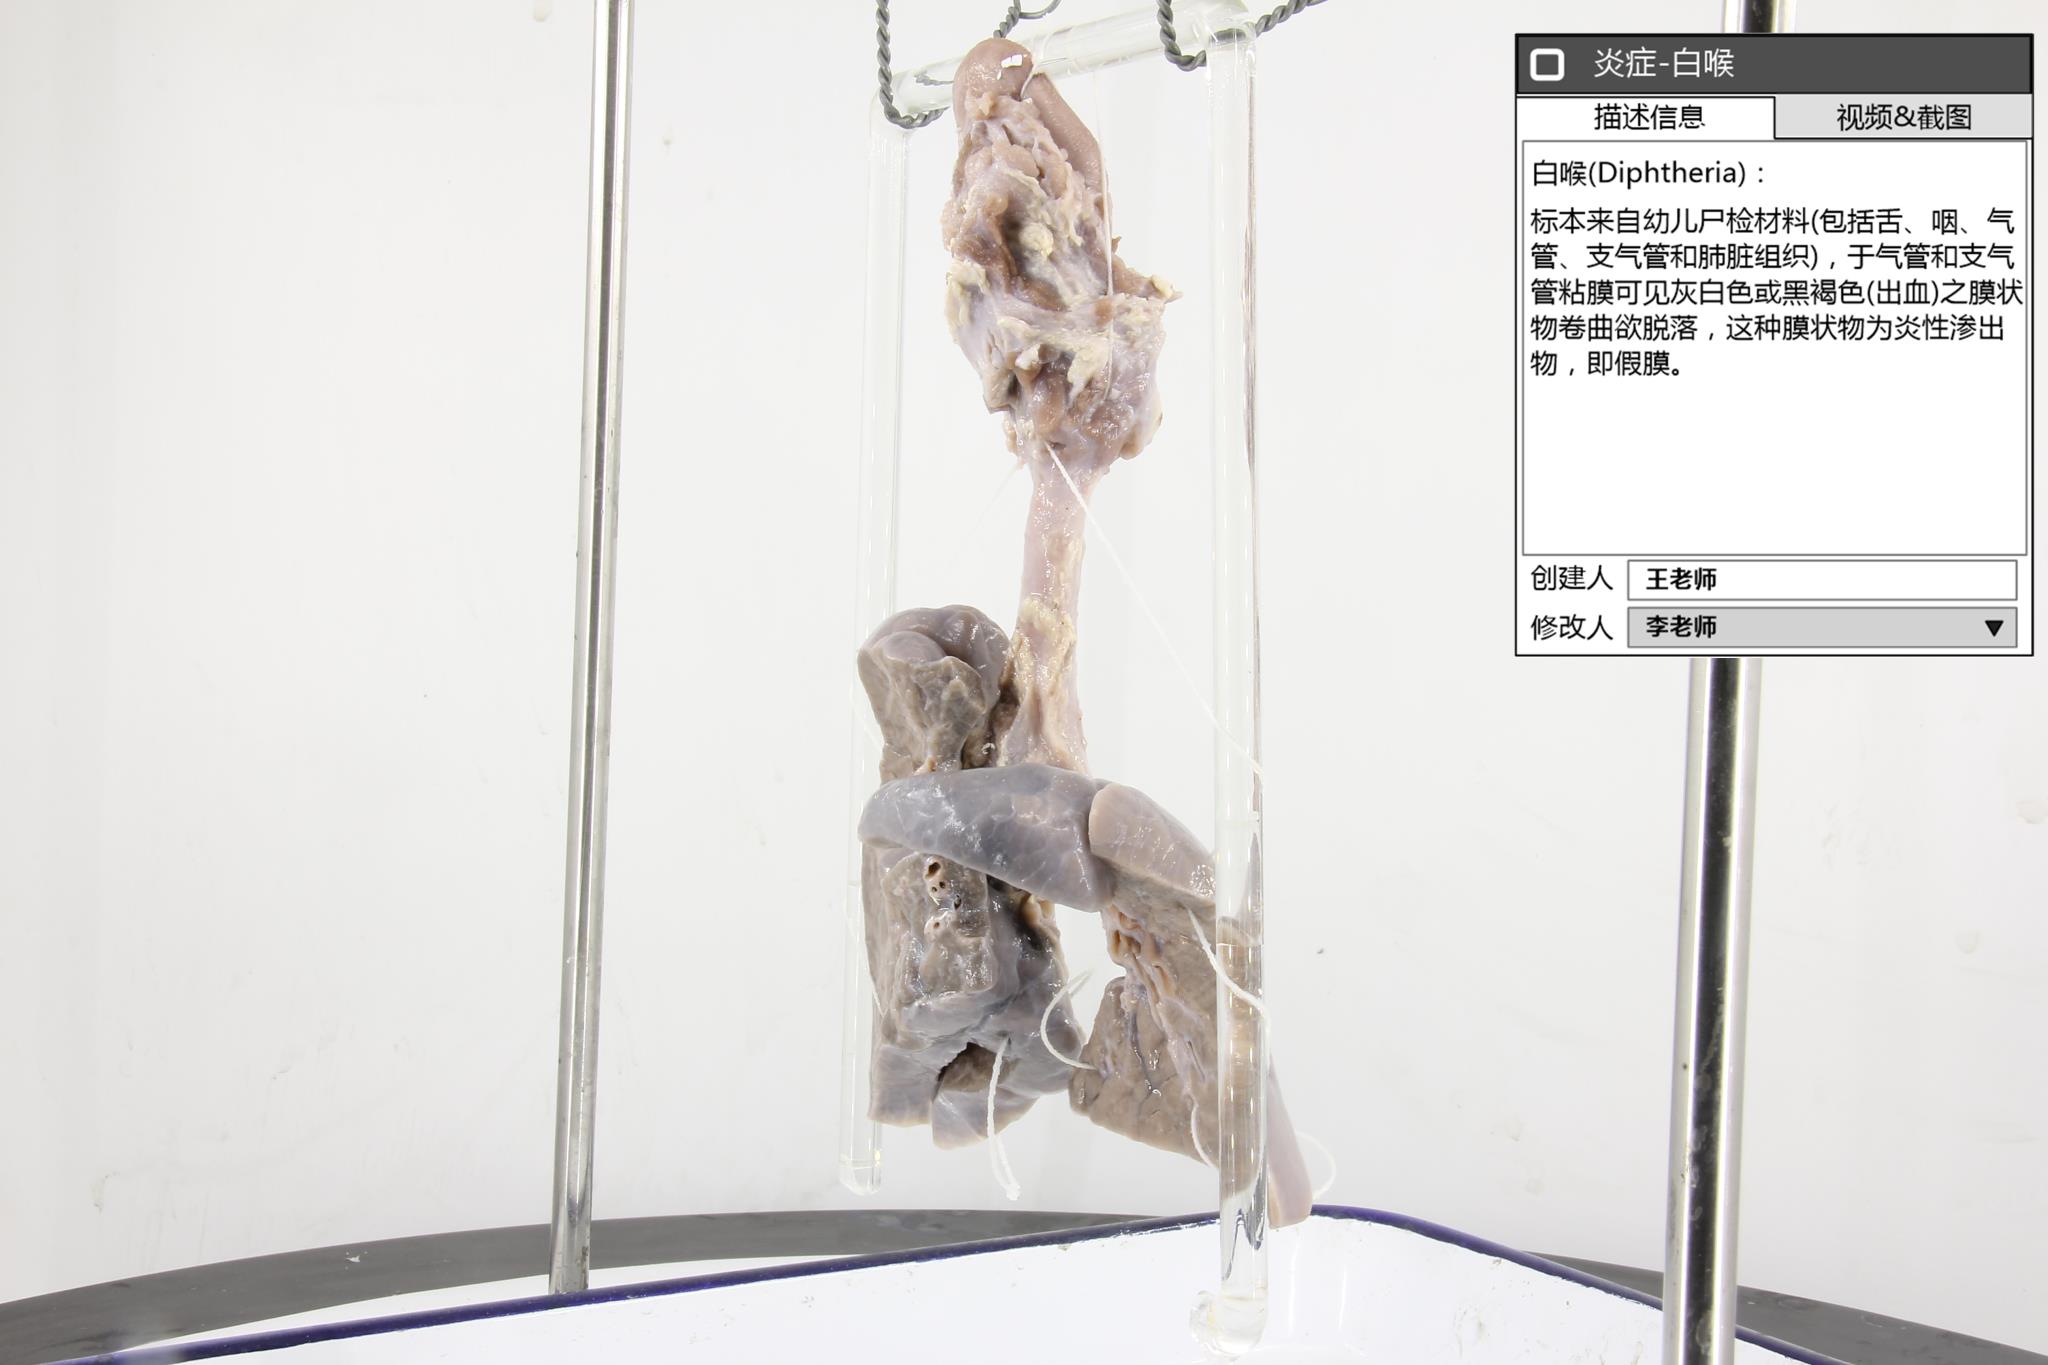 炎症-白喉
描述信息
视频&截图
白喉(Diphtheria)：
标本来自幼儿尸检材料(包括舌、咽、气
管、支气管和肺脏组织)，于气管和支气
管粘膜可见灰白色或黑褐色(出血)之膜状
物卷曲欲脱落，这种膜状物为炎性渗出
物，即假膜。
创建人 王老师
修改人 李老师